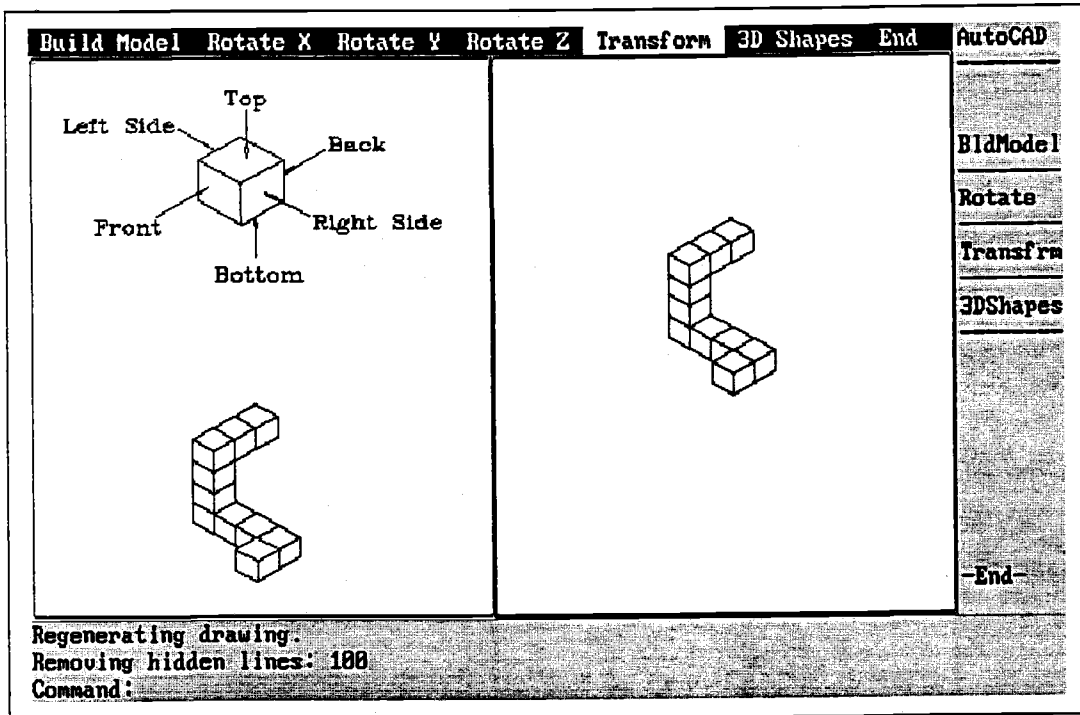 Build Model Rotate X Rotate Y Rotate Z Transform 3D Shapes End
AutoCAD
Top
Left Side
Back
Front
Right Side
Bottom
BldModel
Rotate
Transfrm
3DShapes
-End-
Regenerating drawing.
Removing hidden lines: 100
Command: